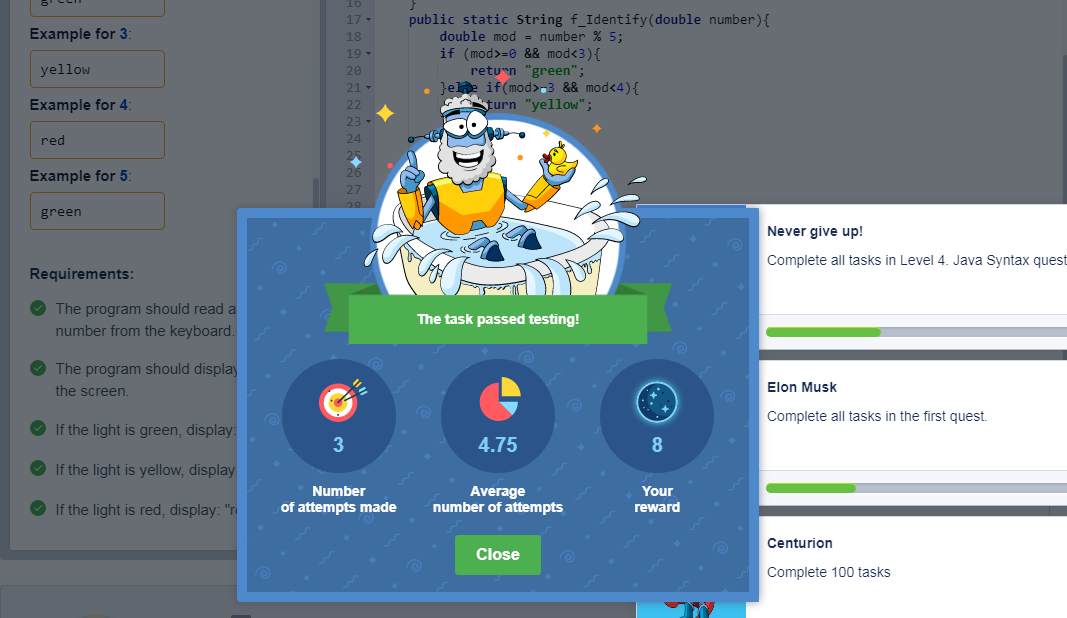 green
Example for 3:
yellow
Example for 4:
red
Example for 5:
green
Requirements:
The program should read a
number from the keyboard.
The program should display
the screen.
If the light is green, display:
If the light is yellow, display
If the light is red, display: "re
16 }
17 public static String f_Identify(double number){
18 double mod = number % 5;
19 if (mod>=0 && mod<3){
20 return "green";
21 }else if(mod>=3 && mod<4){
22 return "yellow";
23
24
25
26
27
28
The task passed testing!
3
Number
of attempts made
4.75
Average
number of attempts
8
Your
reward
Close
Never give up!
Complete all tasks in Level 4. Java Syntax quest
Elon Musk
Complete all tasks in the first quest.
Centurion
Complete 100 tasks